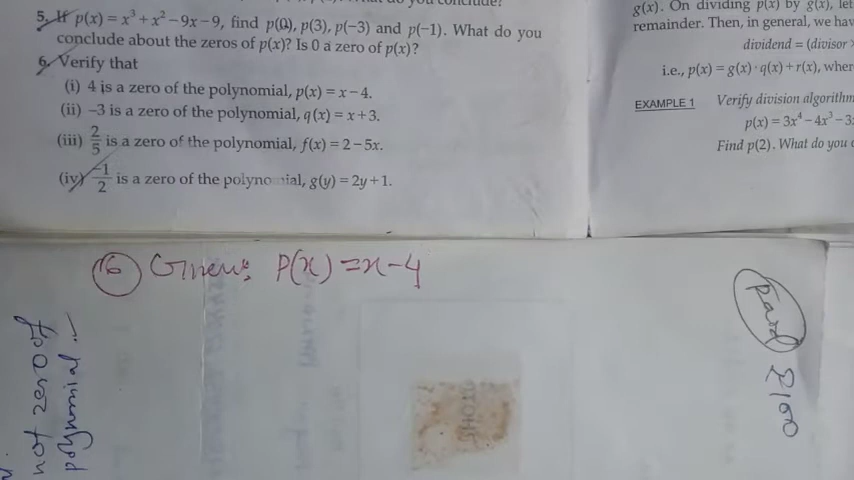 5. If p(x) = x³ + x² − 9x − 9, find p(0), p(3), p(−3) and p(−1). What do you
conclude about the zeros of p(x)? Is 0 a zero of p(x)?
6. Verify that
(i) 4 is a zero of the polynomial, p(x) = x − 4.
(ii) −3 is a zero of the polynomial, q(x) = x + 3.
(iii) 2/5 is a zero of the polynomial, f(x) = 2 − 5x.
(iv) −1/2 is a zero of the polynomial, g(y) = 2y + 1.
g(x). On dividing p(x) by g(x), let
remainder. Then, in general, we hav
dividend = (divisor
i.e., p(x) = g(x) · q(x) + r(x), wher
EXAMPLE 1 Verify division algorithm
p(x) = 3x⁴ − 4x³ − 3
Find p(2). What do you
6 Given; P(x) = x − 4
not zero of
polynomial
Paid
₹100